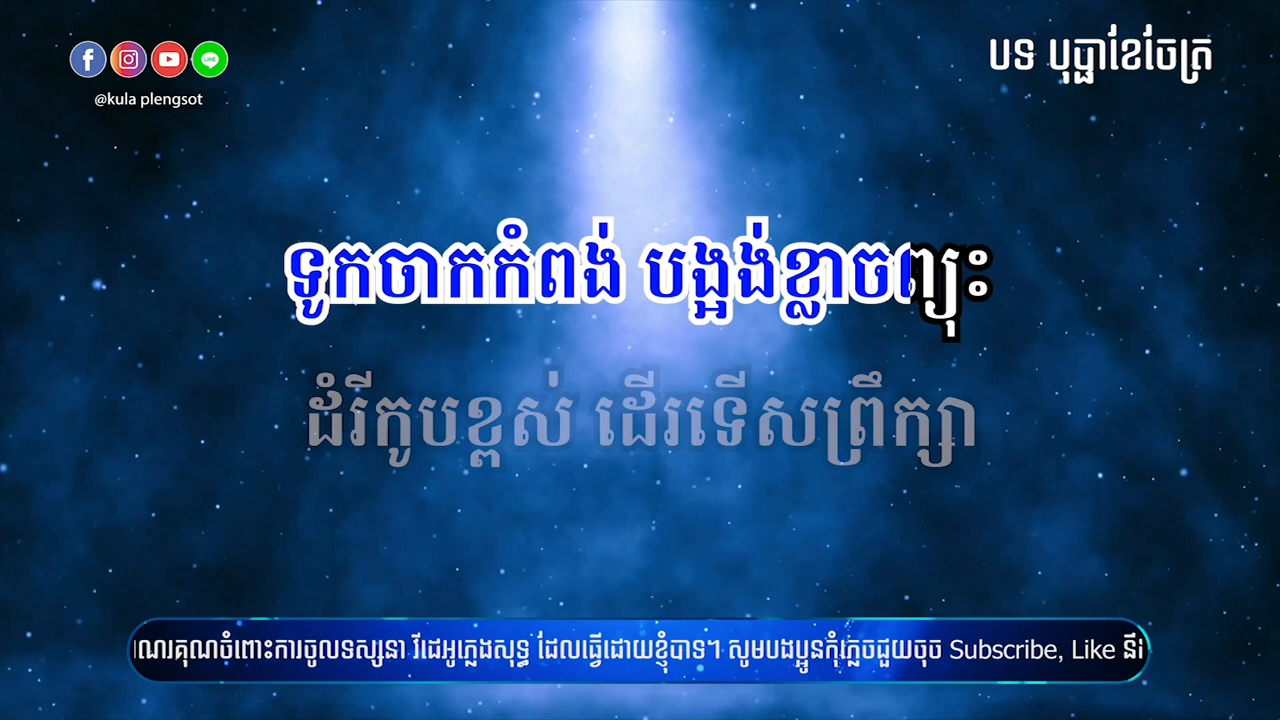 បទ បុប្ផាខែចែត្រ
@kula plengsot
ទូកចាកកំពង់ បង្អង់ខ្លាចព្យុះ
ដំរីកូបខ្ពស់ ដើរទើសព្រឹក្សា
ណរគុណចំពោះការចូលទស្សនា វីដេអូភ្លេងសុទ្ធ ដែលធ្វើដោយខ្ញុំបាទ។ សូមបងប្អូនកុំភ្លេចជួយចុច Subscribe, Like និង